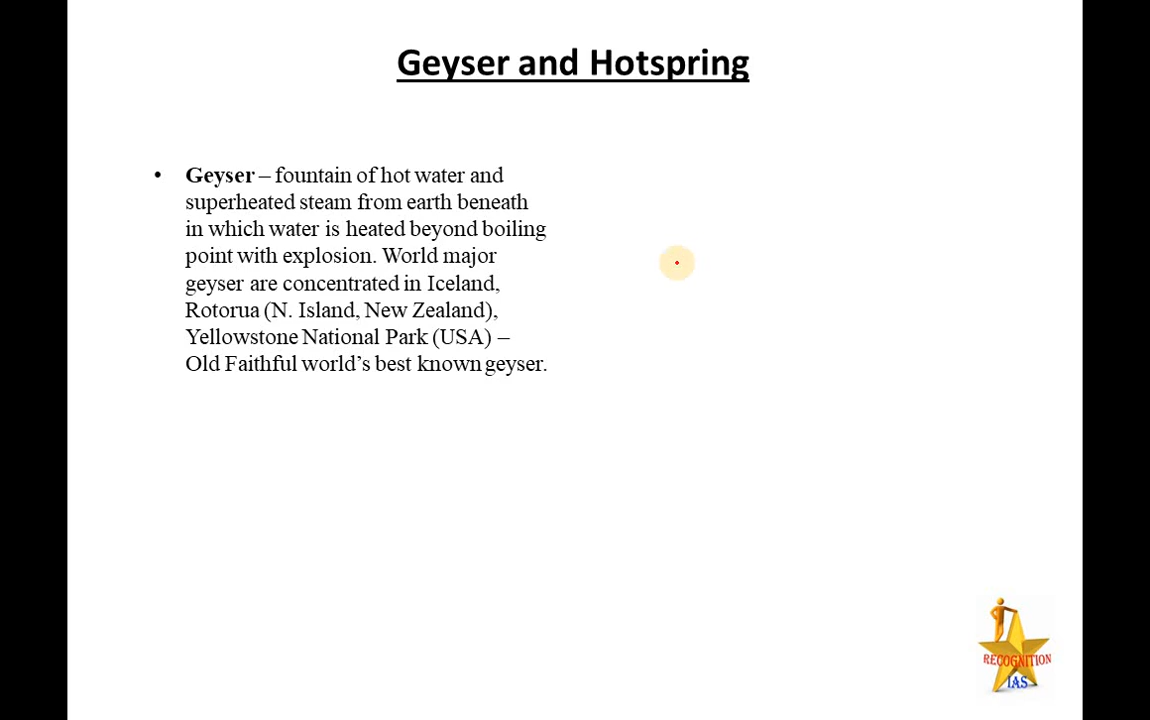 Geyser and Hotspring
• Geyser – fountain of hot water and
superheated steam from earth beneath
in which water is heated beyond boiling
point with explosion. World major
geyser are concentrated in Iceland,
Rotorua (N. Island, New Zealand),
Yellowstone National Park (USA) –
Old Faithful world’s best known geyser.
RECOGNITION
IAS